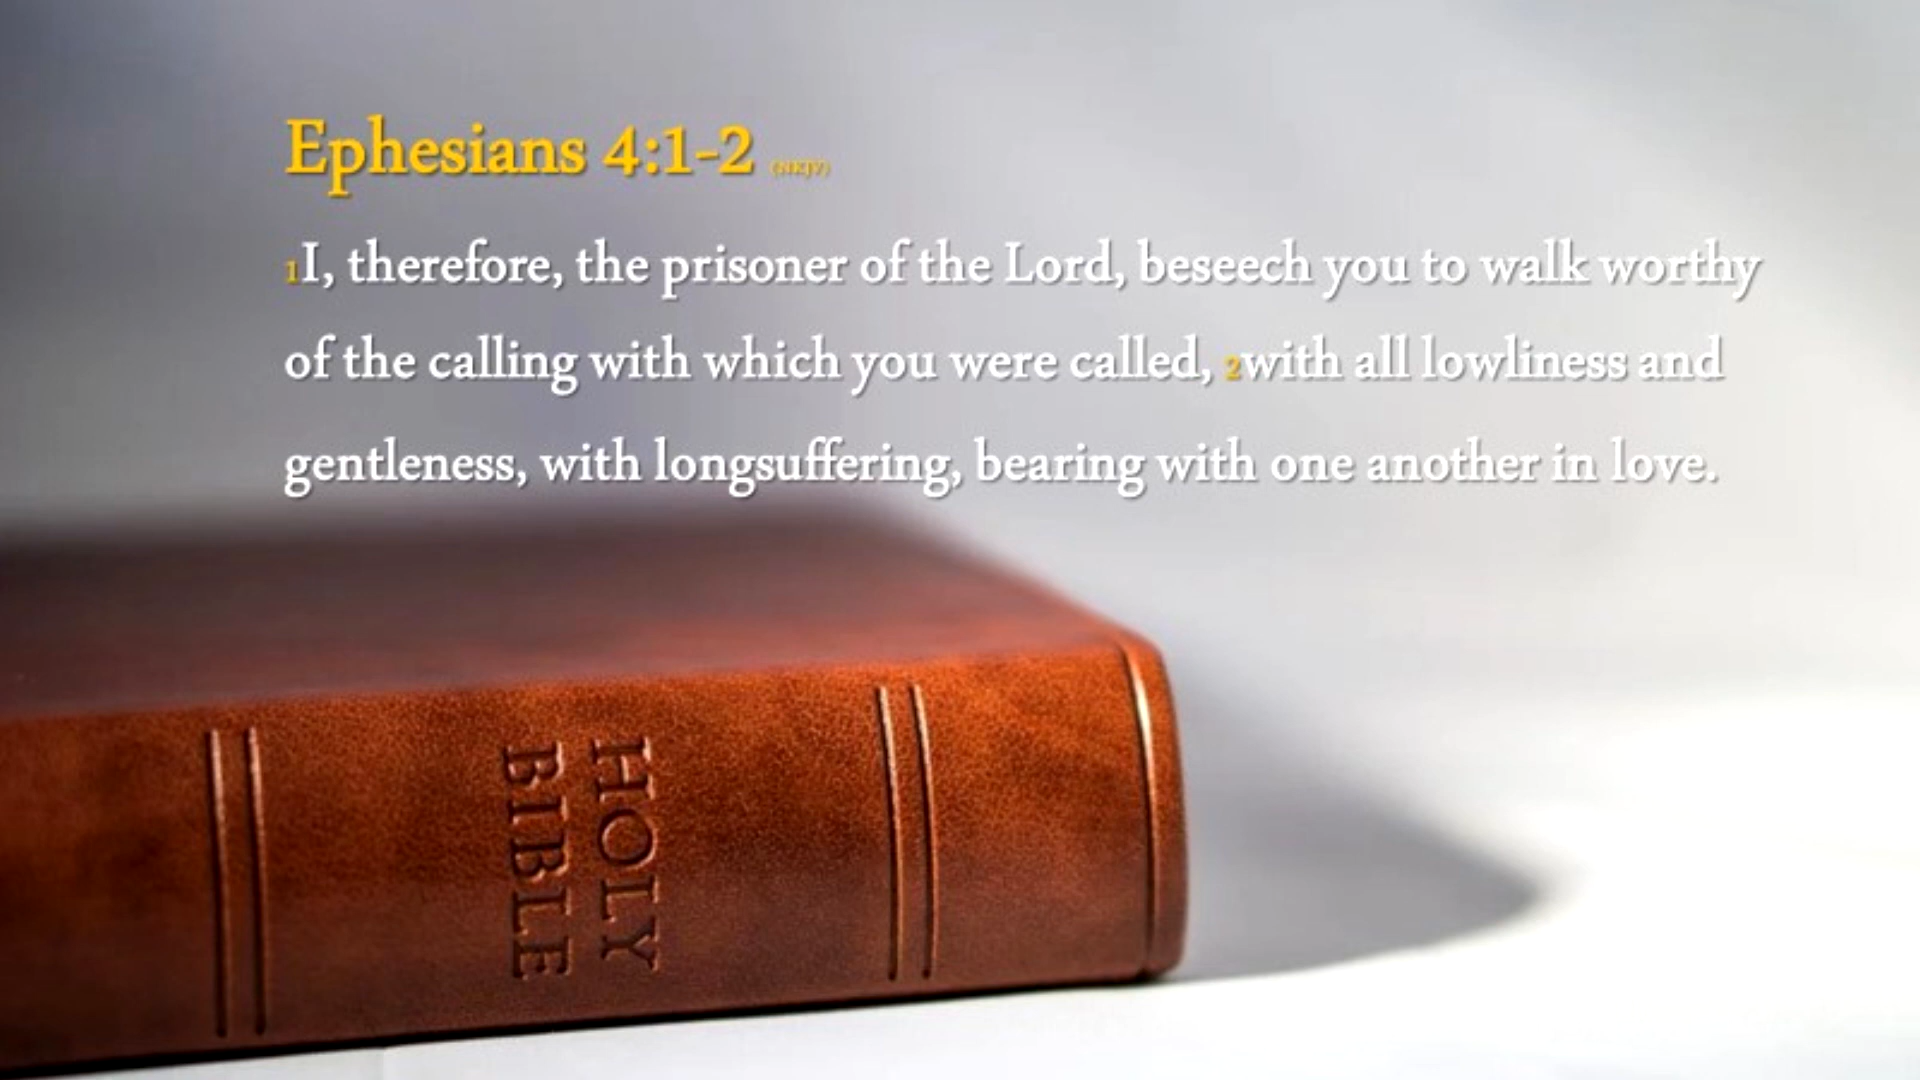 Ephesians 4:1-2 (NKJV)
1I, therefore, the prisoner of the Lord, beseech you to walk worthy
of the calling with which you were called, 2with all lowliness and
gentleness, with longsuffering, bearing with one another in love.
HOLY
BIBLE